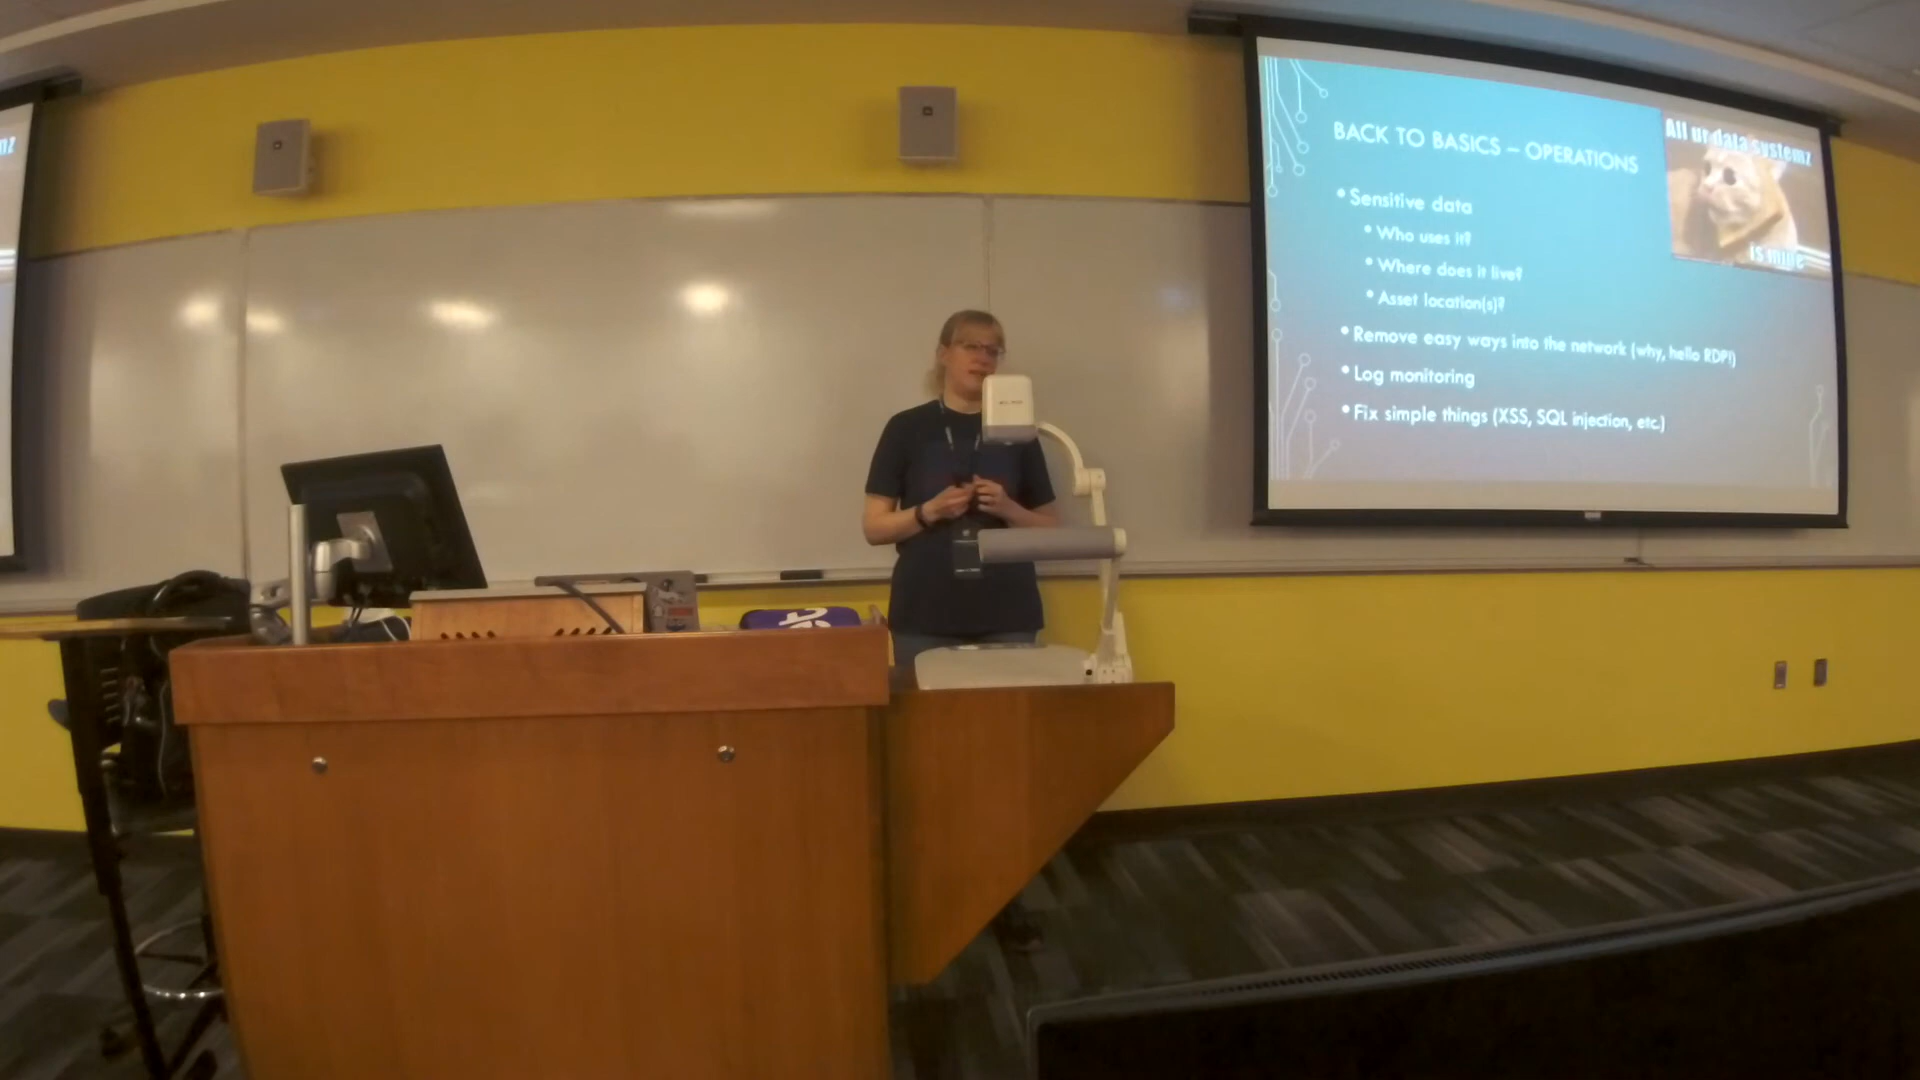 BACK TO BASICS – OPERATIONS
All ur data systemz
is mine
• Sensitive data
• Who uses it?
• Where does it live?
• Asset location(s)?
• Remove easy ways into the network (why, hello RDP!)
• Log monitoring
• Fix simple things (XSS, SQL injection, etc.)